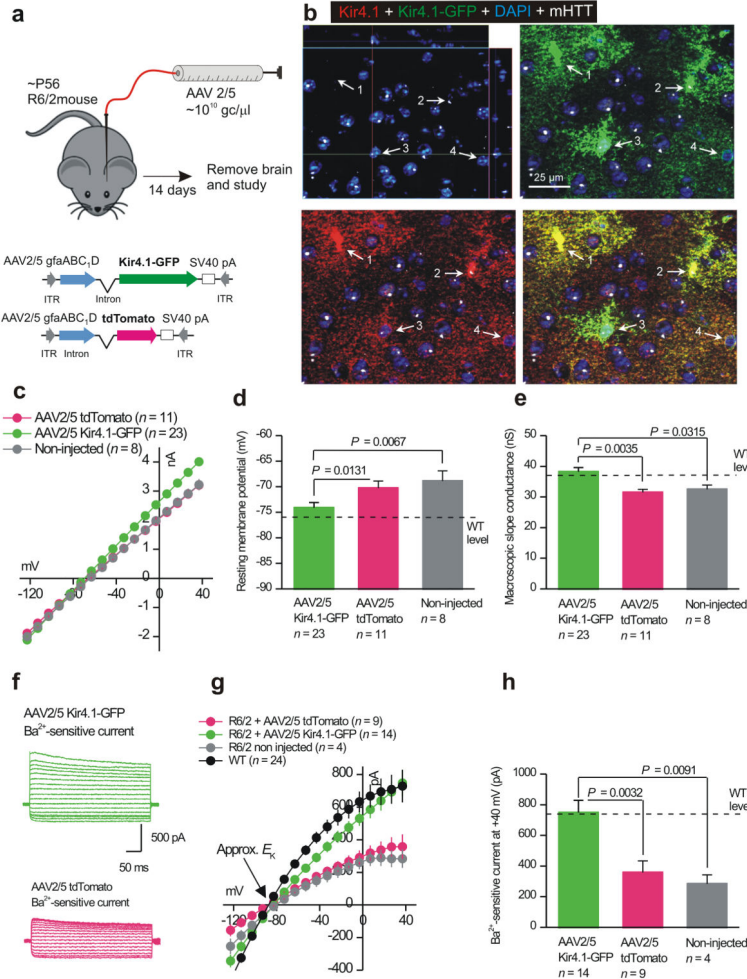 a
~P56
R6/2mouse
AAV 2/5
~10¹⁰ gc/µl
14 days
Remove brain
and study
AAV2/5 gfaABC₁D
Kir4.1-GFP
SV40 pA
ITR
Intron
ITR
AAV2/5 gfaABC₁D
tdTomato
SV40 pA
ITR
Intron
ITR
b
Kir4.1 + Kir4.1-GFP + DAPI + mHTT
1
2
3
4
1
2
3
4
25 µm
1
2
3
4
1
2
3
4
c
AAV2/5 tdTomato (n = 11)
AAV2/5 Kir4.1-GFP (n = 23)
Non-injected (n = 8)
nA
4
3
2
1
0
-1
-2
mV
-120
-80
-40
0
40
d
Resting membrane potential (mV)
-60
-65
-70
-75
-80
-85
-90
P = 0.0067
P = 0.0131
WT
level
AAV2/5
Kir4.1-GFP
n = 23
AAV2/5
tdTomato
n = 11
Non-injected
n = 8
e
Macroscopic slope conductance (nS)
50
40
30
20
10
0
P = 0.0315
P = 0.0035
WT
level
AAV2/5
Kir4.1-GFP
n = 23
AAV2/5
tdTomato
n = 11
Non-injected
n = 8
f
AAV2/5 Kir4.1-GFP
Ba²⁺-sensitive current
500 pA
50 ms
AAV2/5 tdTomato
Ba²⁺-sensitive current
g
R6/2 + AAV2/5 tdTomato (n = 9)
R6/2 + AAV2/5 Kir4.1-GFP (n = 14)
R6/2 non injected (n = 4)
WT (n = 24)
pA
800
600
400
200
0
-200
-400
Approx. Eᴋ
mV
-120
-80
-40
0
40
h
Ba²⁺-sensitive current at +40 mV (pA)
1000
800
600
400
200
0
P = 0.0091
P = 0.0032
WT
level
AAV2/5
Kir4.1-GFP
n = 14
AAV2/5
tdTomato
n = 9
Non-injected
n = 4